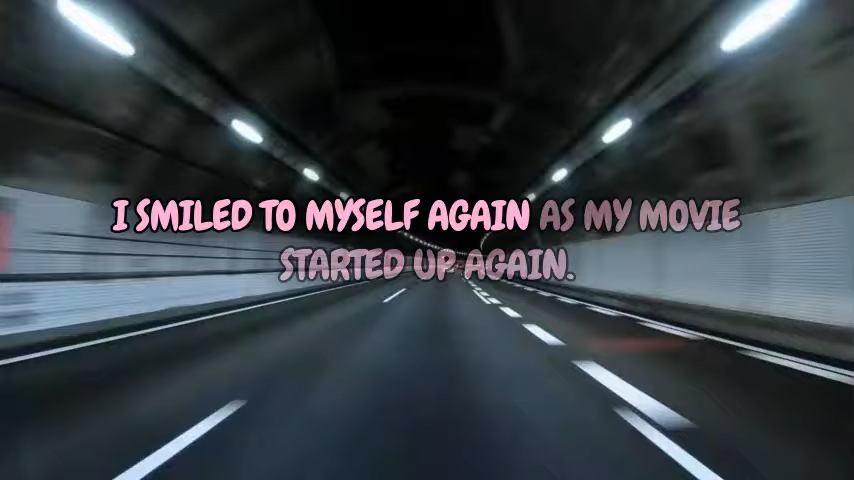 I SMILED TO MYSELF AGAIN AS MY MOVIE
STARTED UP AGAIN.